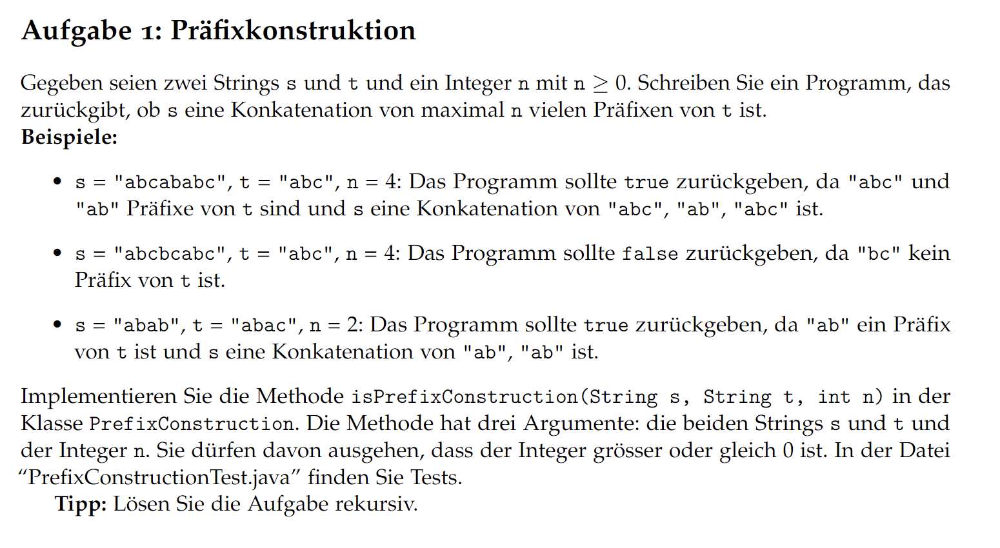 Aufgabe 1: Präfixkonstruktion
Gegeben seien zwei Strings s und t und ein Integer n mit n ≥ 0. Schreiben Sie ein Programm, das
zurückgibt, ob s eine Konkatenation von maximal n vielen Präfixen von t ist.
Beispiele:
• s = "abcababc", t = "abc", n = 4: Das Programm sollte true zurückgeben, da "abc" und
"ab" Präfixe von t sind und s eine Konkatenation von "abc", "ab", "abc" ist.
• s = "abcbcabc", t = "abc", n = 4: Das Programm sollte false zurückgeben, da "bc" kein
Präfix von t ist.
• s = "abab", t = "abac", n = 2: Das Programm sollte true zurückgeben, da "ab" ein Präfix
von t ist und s eine Konkatenation von "ab", "ab" ist.
Implementieren Sie die Methode isPrefixConstruction(String s, String t, int n) in der
Klasse PrefixConstruction. Die Methode hat drei Argumente: die beiden Strings s und t und
der Integer n. Sie dürfen davon ausgehen, dass der Integer grösser oder gleich 0 ist. In der Datei
“PrefixConstructionTest.java” finden Sie Tests.
Tipp: Lösen Sie die Aufgabe rekursiv.